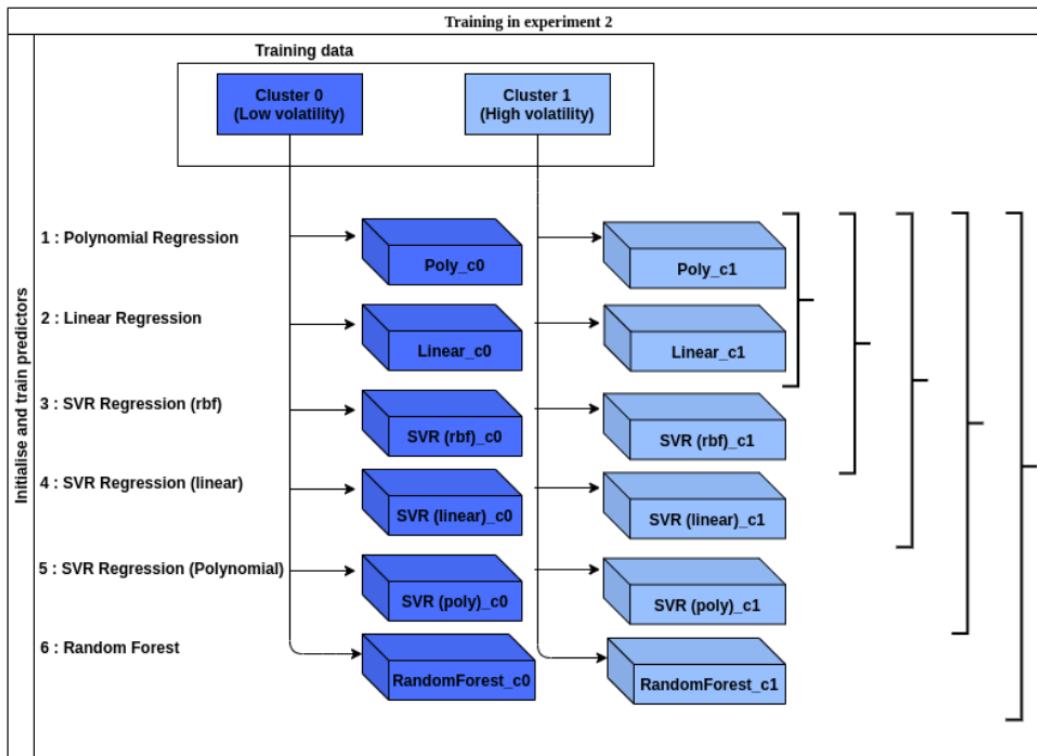 Training in experiment 2
Initialise and train predictors
Training data
Cluster 0
(Low volatility)
Cluster 1
(High volatility)
1 : Polynomial Regression
Poly_c0
Poly_c1
2 : Linear Regression
Linear_c0
Linear_c1
3 : SVR Regression (rbf)
SVR (rbf)_c0
SVR (rbf)_c1
4 : SVR Regression (linear)
SVR (linear)_c0
SVR (linear)_c1
5 : SVR Regression (Polynomial)
SVR (poly)_c0
SVR (poly)_c1
6 : Random Forest
RandomForest_c0
RandomForest_c1